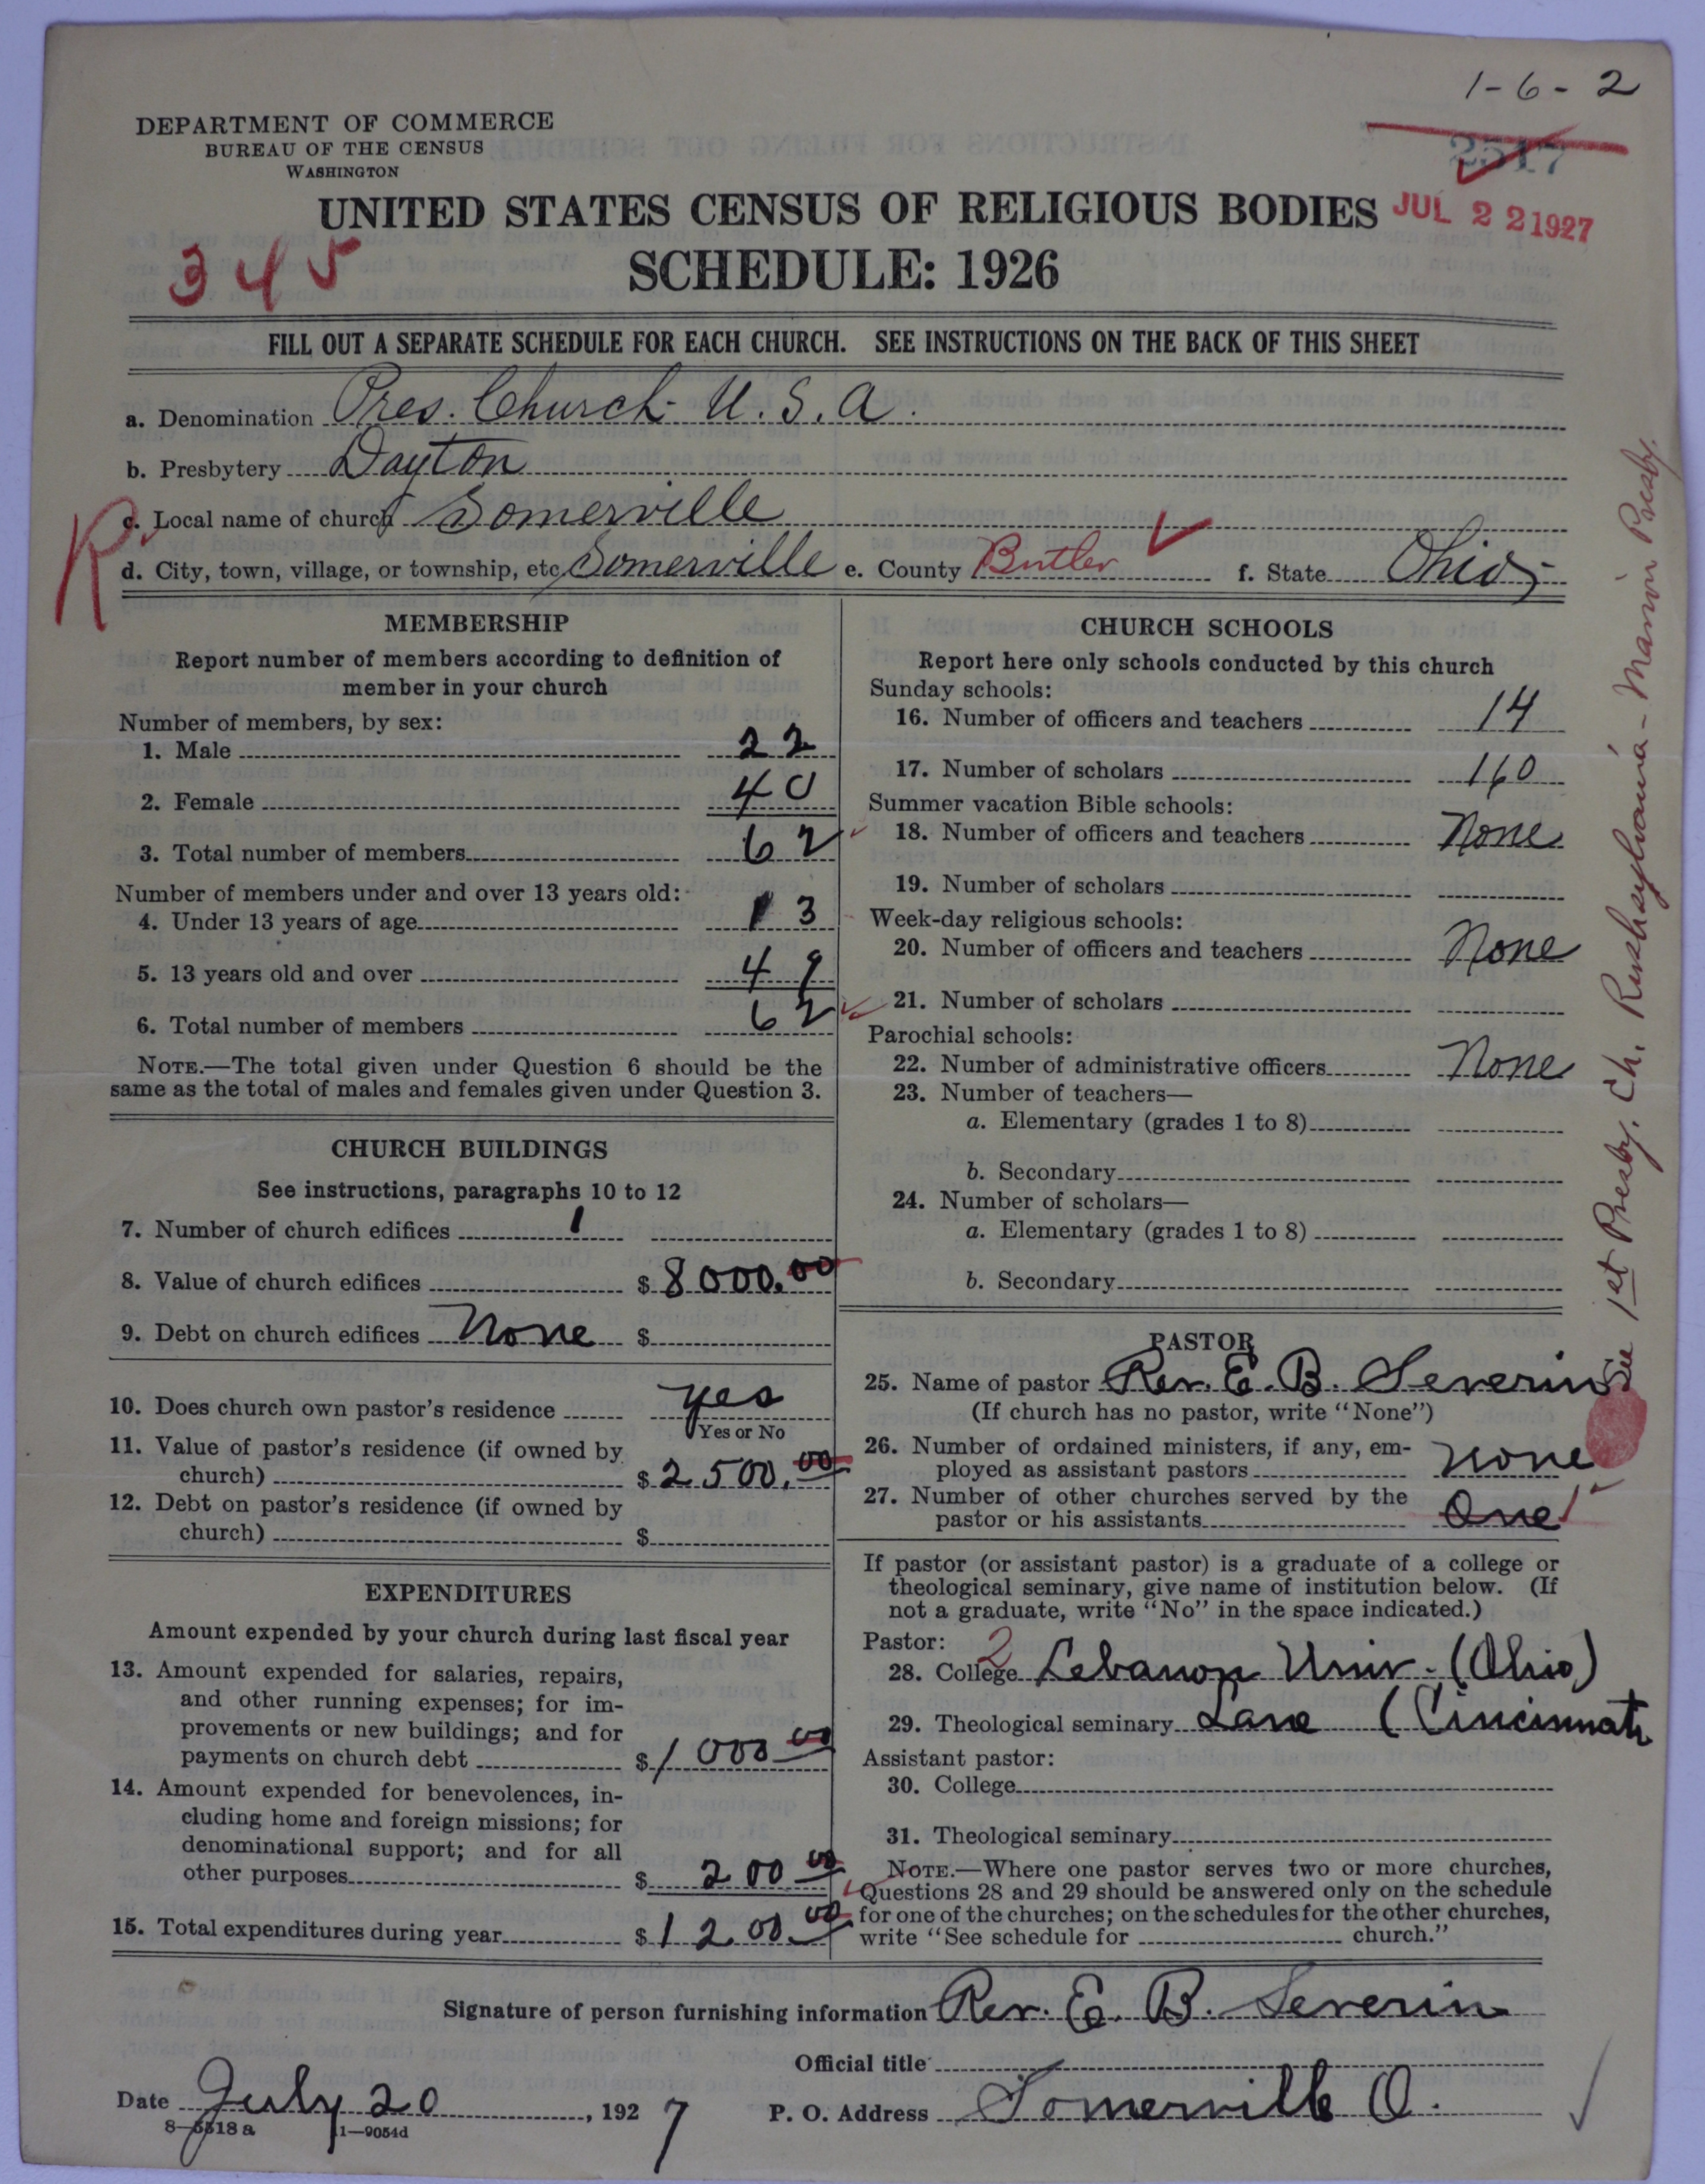 1-6-2
DEPARTMENT OF COMMERCE
BUREAU OF THE CENSUS
WASHINGTON
2517
UNITED STATES CENSUS OF RELIGIOUS BODIES
JUL 22 1927
345
SCHEDULE: 1926
FILL OUT A SEPARATE SCHEDULE FOR EACH CHURCH. SEE INSTRUCTIONS ON THE BACK OF THIS SHEET
a. Denomination Pres. Church U.S.A.
b. Presbytery Dayton
R
c. Local name of church Somerville
d. City, town, village, or township, etc. Somerville e. County Butler f. State Ohio
MEMBERSHIP
Report number of members according to definition of
member in your church
Number of members, by sex:
1. Male 22
2. Female 40
3. Total number of members 62
Number of members under and over 13 years old:
4. Under 13 years of age 13
5. 13 years old and over 49
6. Total number of members 62
NOTE.—The total given under Question 6 should be the
same as the total of males and females given under Question 3.
CHURCH BUILDINGS
See instructions, paragraphs 10 to 12
7. Number of church edifices 1
8. Value of church edifices $ 8000.00
9. Debt on church edifices None $
10. Does church own pastor's residence yes
Yes or No
11. Value of pastor's residence (if owned by
church) $ 2500.00
12. Debt on pastor's residence (if owned by
church) $
EXPENDITURES
Amount expended by your church during last fiscal year
13. Amount expended for salaries, repairs,
and other running expenses; for im-
provements or new buildings; and for
payments on church debt $ 1000 00
14. Amount expended for benevolences, in-
cluding home and foreign missions; for
denominational support; and for all
other purposes $ 200 00
15. Total expenditures during year $ 1200.00
CHURCH SCHOOLS
Report here only schools conducted by this church
Sunday schools:
16. Number of officers and teachers 14
17. Number of scholars 160
Summer vacation Bible schools:
18. Number of officers and teachers None
19. Number of scholars
Week-day religious schools:
20. Number of officers and teachers None
21. Number of scholars
Parochial schools:
22. Number of administrative officers None
23. Number of teachers—
a. Elementary (grades 1 to 8)
b. Secondary
24. Number of scholars—
a. Elementary (grades 1 to 8)
b. Secondary
PASTOR
25. Name of pastor Rev. E. B. Severin
(If church has no pastor, write "None")
26. Number of ordained ministers, if any, em-
ployed as assistant pastors none
27. Number of other churches served by the
pastor or his assistants One 1
If pastor (or assistant pastor) is a graduate of a college or
theological seminary, give name of institution below. (If
not a graduate, write "No" in the space indicated.)
Pastor: 2
28. College Lebanon Univ. (Ohio)
29. Theological seminary Lane (Cincinnati
Assistant pastor:
30. College
31. Theological seminary
NOTE.—Where one pastor serves two or more churches,
Questions 28 and 29 should be answered only on the schedule
for one of the churches; on the schedules for the other churches,
write "See schedule for church."
See 1st Presby. Ch. Rushsylvania - Marion Presby.
Signature of person furnishing information Rev. E. B. Severin
Official title
Date July 20, 1927 P. O. Address Somerville O.
8-5518a 11-9054d